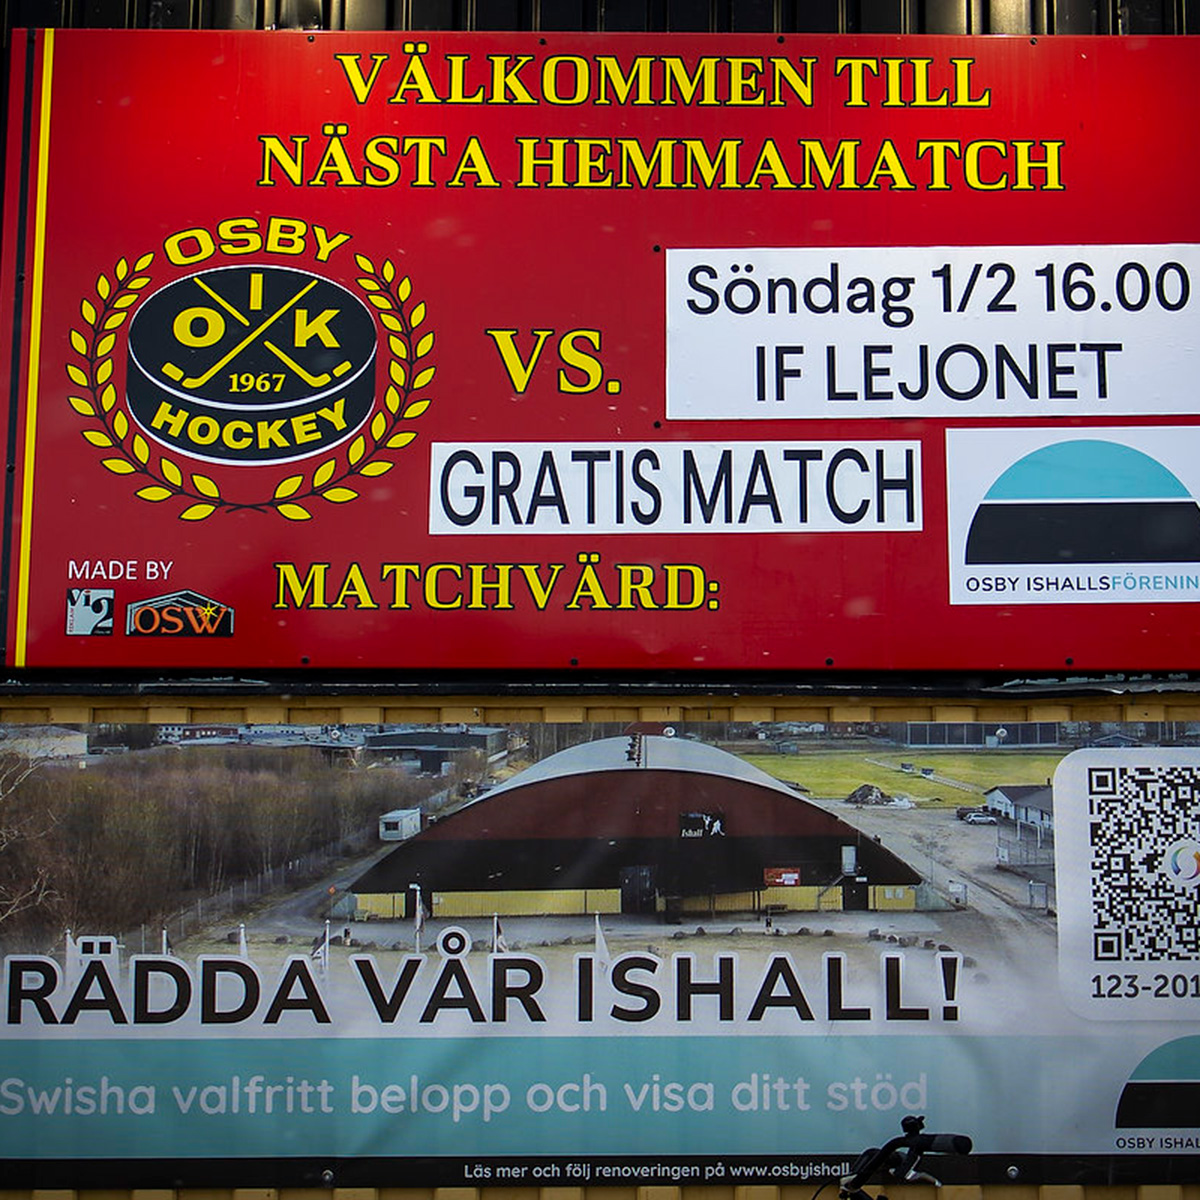 VÄLKOMMEN TILL
NÄSTA HEMMAMATCH
OSBY
O I K
1967
HOCKEY
VS.
Söndag 1/2 16.00
IF LEJONET
GRATIS MATCH
OSBY ISHALLSFÖRENIN
MADE BY
Vi2
OSW
MATCHVÄRD:
Ishall
123-201
RÄDDA VÅR ISHALL!
Swisha valfritt belopp och visa ditt stöd
OSBY ISHAL
Läs mer och följ renoveringen på www.osbyishall